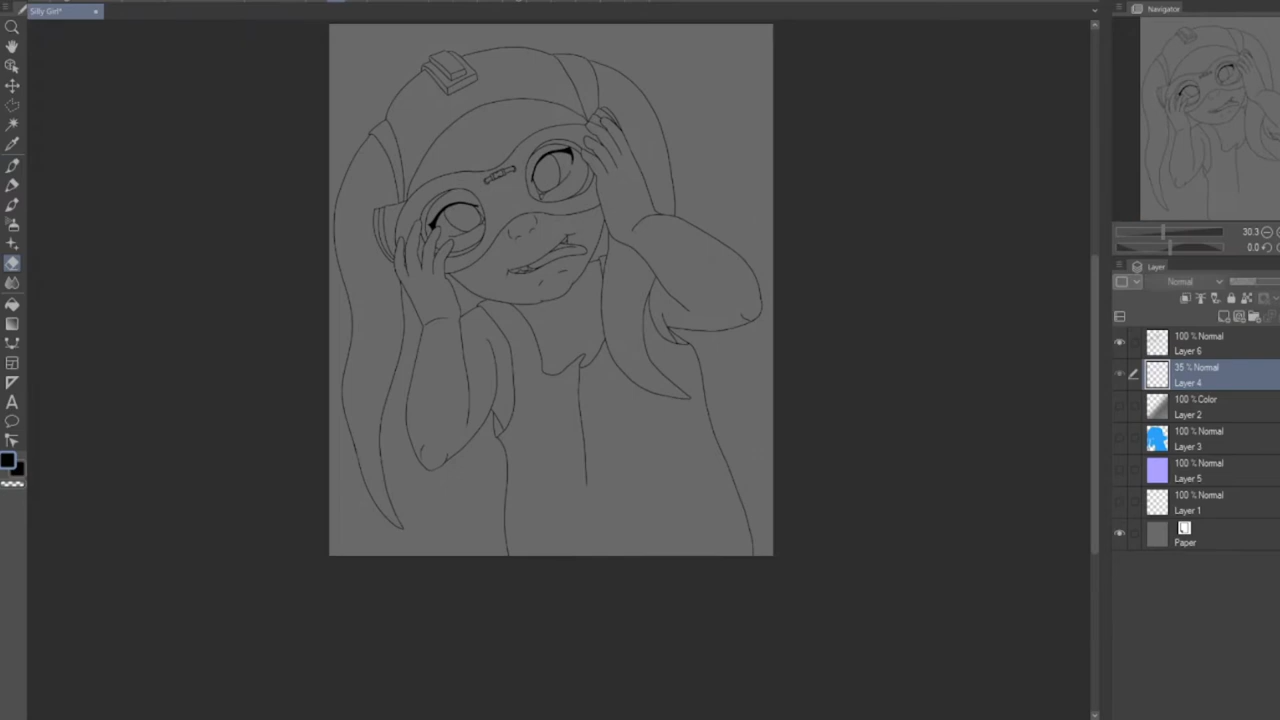 Silly Girl*
Navigator
30.3
0.0
Layer
Normal
100 % Normal
Layer 6
35 % Normal
Layer 4
100 % Color
Layer 2
100 % Normal
Layer 3
100 % Normal
Layer 5
100 % Normal
Layer 1
Paper